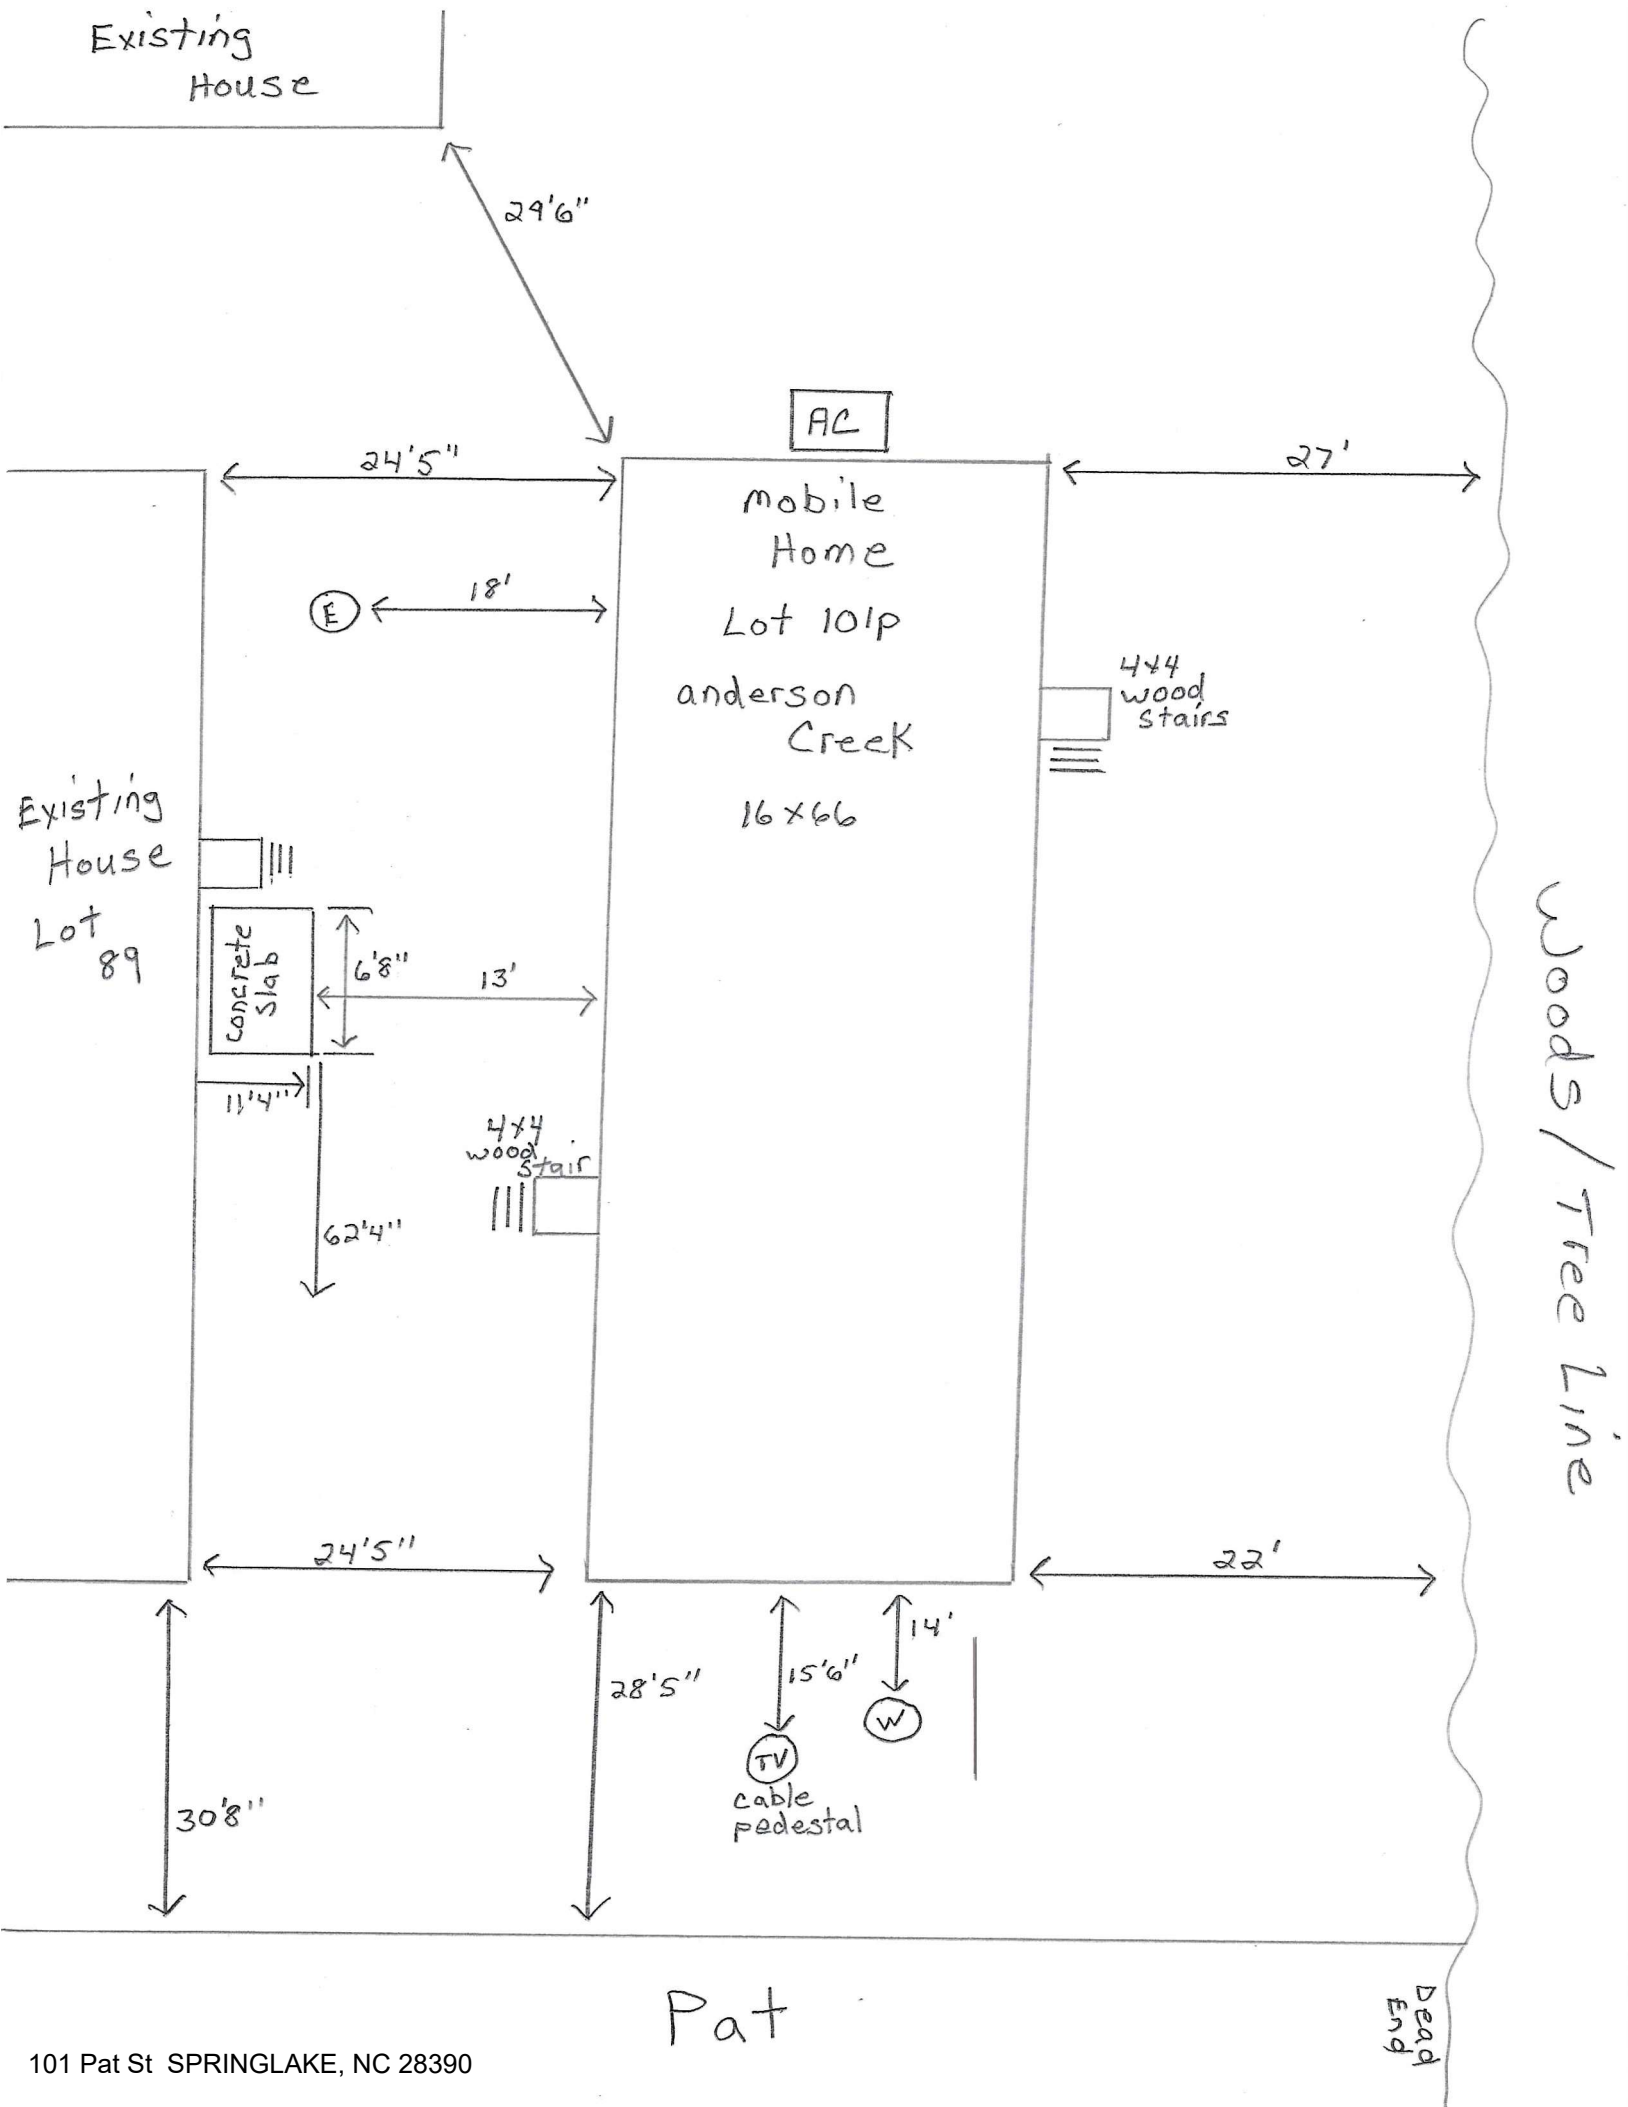 Existing
House
29'6"
AC
24'5"
27'
mobile
Home
E
18'
Lot 101p
4x4
wood
stairs
anderson
Creek
16x66
Existing
House
Lot
89
concrete
slab
6'8"
13'
11'4"
4x4
wood
stair
62'4"
Woods/Tree Line
24'5"
22'
14'
15'6"
28'5"
W
TV
cable
pedestal
30'8"
Pat
Dead
End
101 Pat St SPRINGLAKE, NC 28390